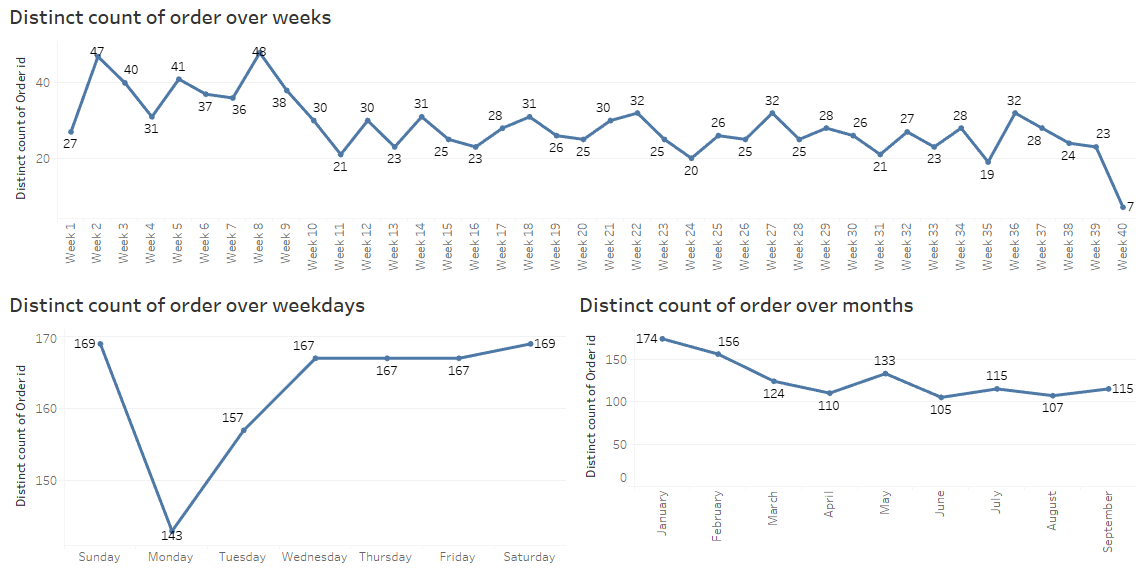 Distinct count of order over weeks
Distinct count of Order id
40
20
27
47
40
31
41
37
36
48
38
30
21
30
23
31
25
23
28
31
26
25
30
32
25
20
26
25
32
25
28
26
21
27
23
28
19
32
28
24
23
7
Week 1
Week 2
Week 3
Week 4
Week 5
Week 6
Week 7
Week 8
Week 9
Week 10
Week 11
Week 12
Week 13
Week 14
Week 15
Week 16
Week 17
Week 18
Week 19
Week 20
Week 21
Week 22
Week 23
Week 24
Week 25
Week 26
Week 27
Week 28
Week 29
Week 30
Week 31
Week 32
Week 33
Week 34
Week 35
Week 36
Week 37
Week 38
Week 39
Week 40
Distinct count of order over weekdays
Distinct count of Order id
170
160
150
169
143
157
167
167
167
169
Sunday
Monday
Tuesday
Wednesday
Thursday
Friday
Saturday
Distinct count of order over months
Distinct count of Order id
150
100
50
0
174
156
124
110
133
105
115
107
115
January
February
March
April
May
June
July
August
September